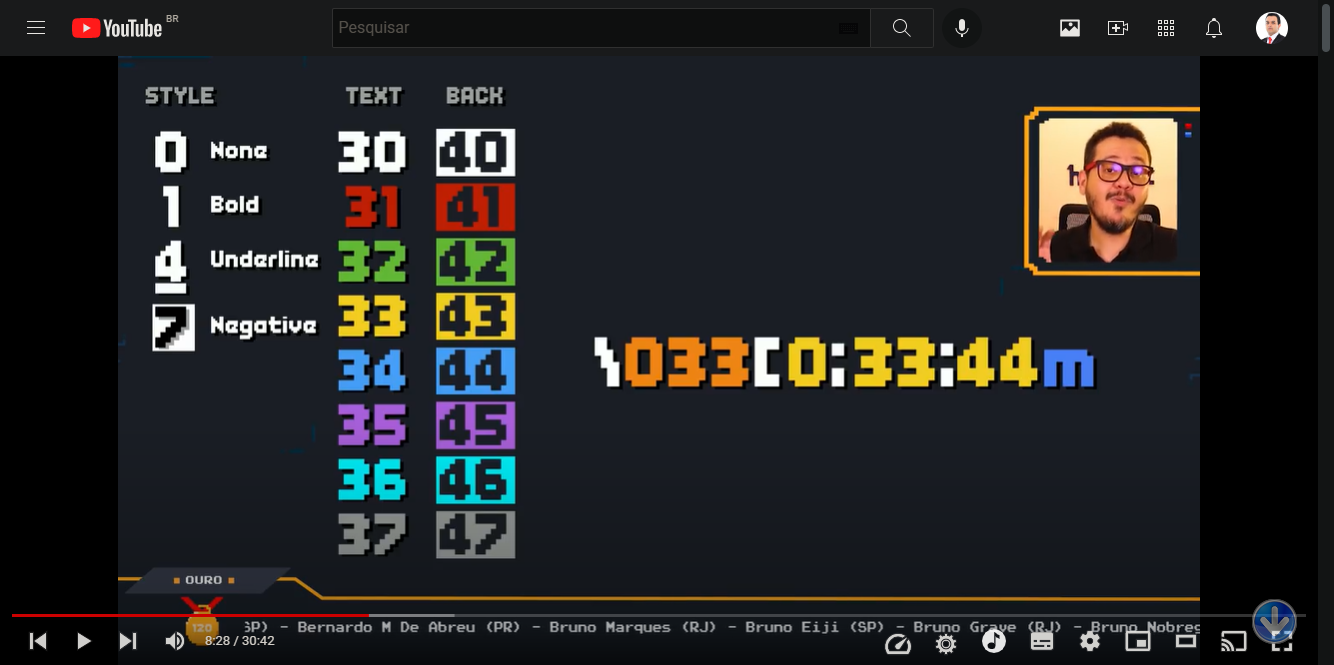 YouTube BR
Pesquisar
STYLE TEXT BACK
0 None 30 40
1 Bold 31 41
4 Underline 32 42
7 Negative 33 43
34 44
35 45
36 46
37 47
\033[0:33:44m
OURO
120
SP) - Bernardo M De Abreu (PR) - Bruno Marques (RJ) - Bruno Eiji (SP) - Bruno Grave (RJ) - Bruno Nobreg
8:28 / 30:42